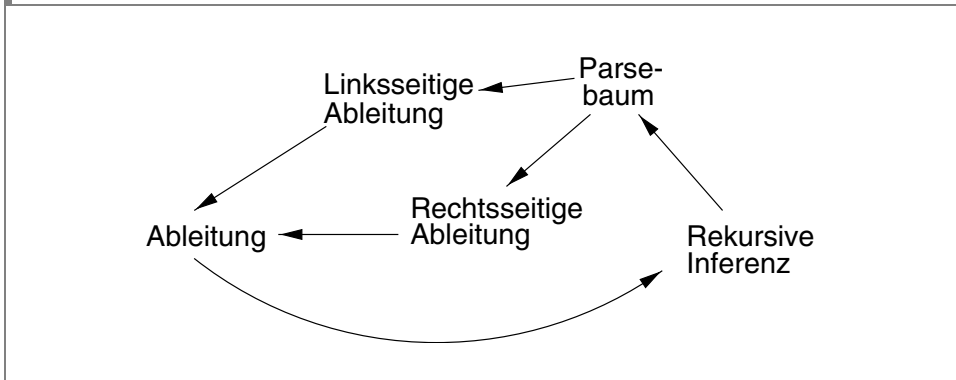 Linksseitige
Ableitung
Parse-
baum
Ableitung
Rechtsseitige
Ableitung
Rekursive
Inferenz